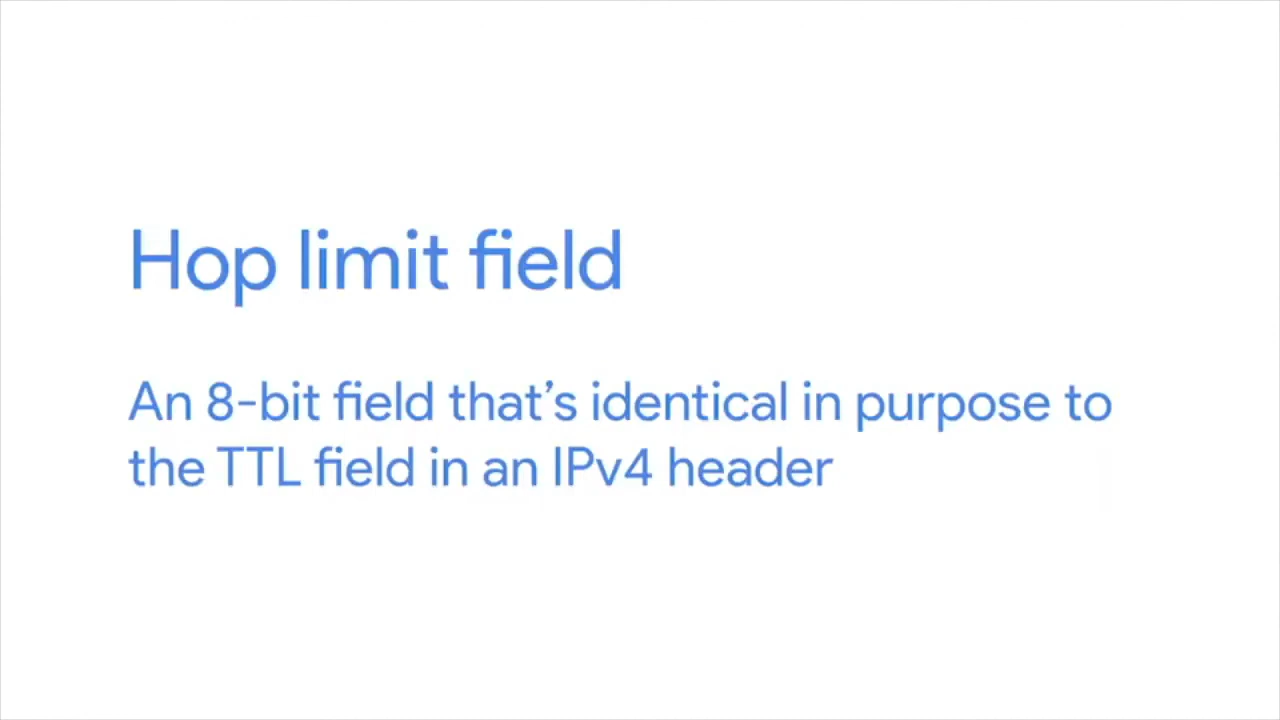 Hop limit field
An 8-bit field that’s identical in purpose to
the TTL field in an IPv4 header